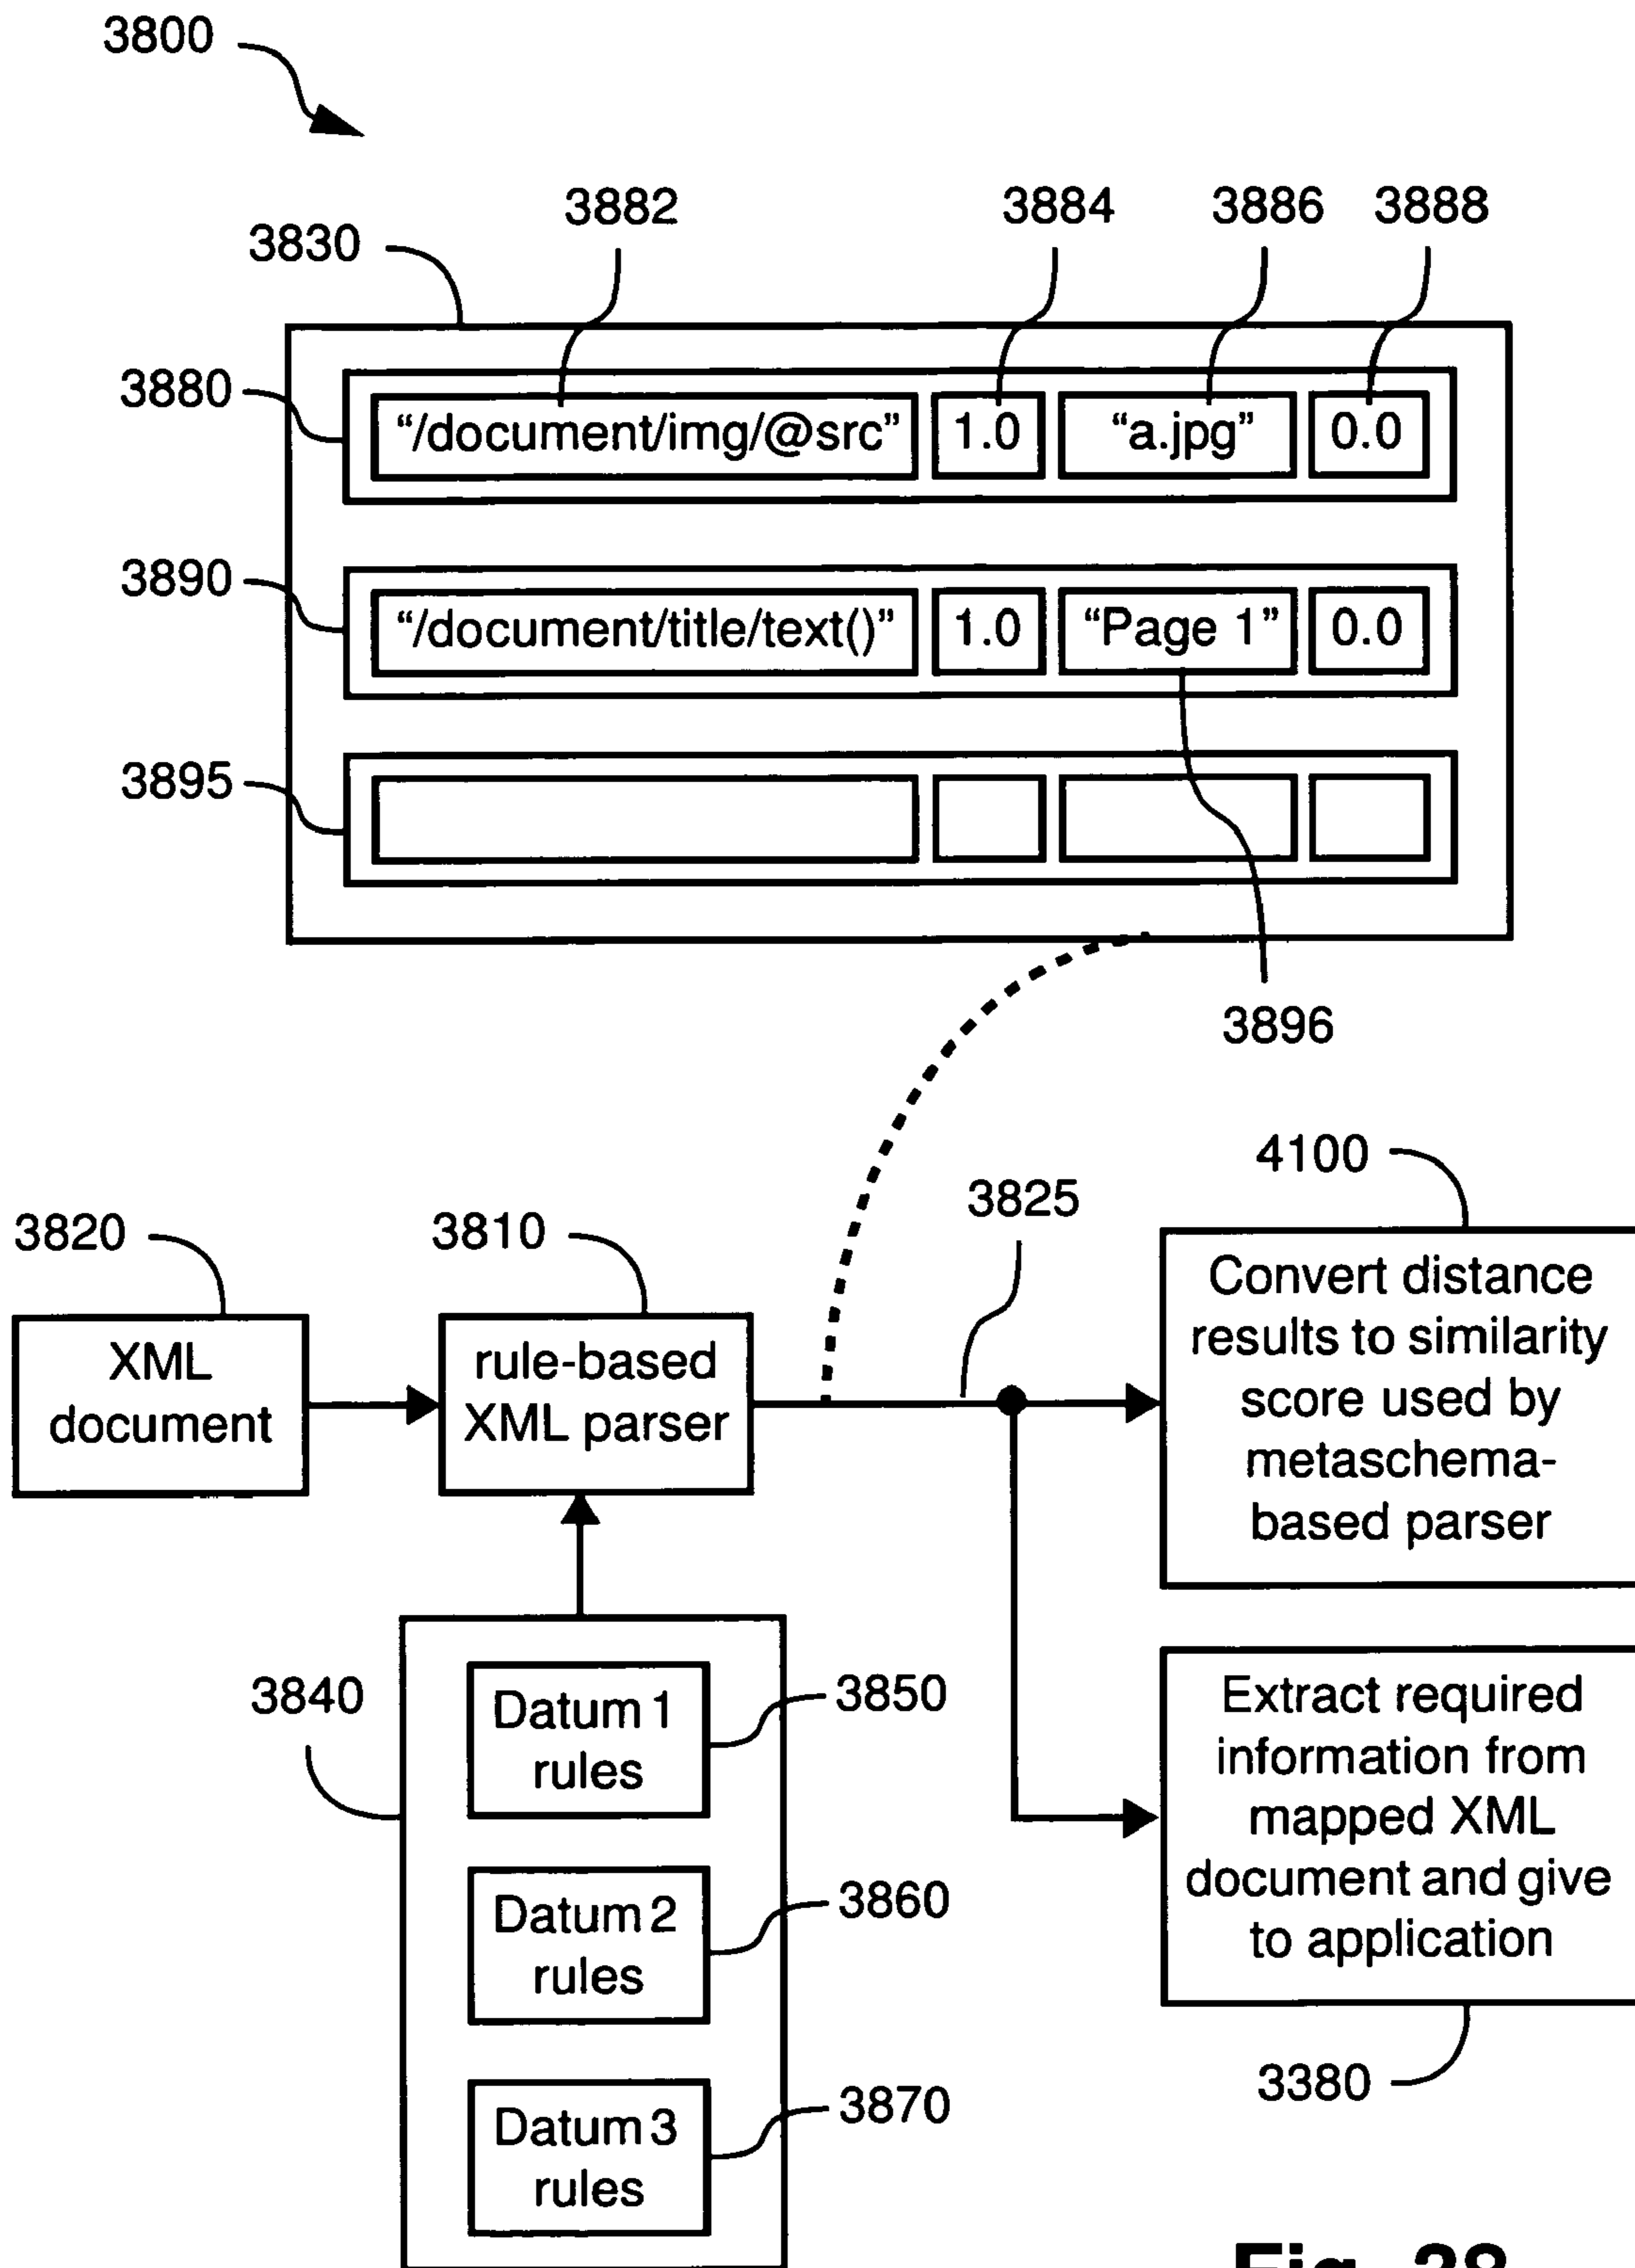 3800
3882
3884
3886
3888
3830
3880
"/document/img/@src"
1.0
"a.jpg"
0.0
3890
"/document/title/text()"
1.0
"Page 1"
0.0
3895
3896
4100
3825
3820
3810
XML
document
rule-based
XML parser
Convert distance
results to similarity
score used by
metaschema-
based parser
3840
Datum 1
rules
3850
Datum 2
rules
3860
Datum 3
rules
3870
Extract required
information from
mapped XML
document and give
to application
3380
Fig. 38